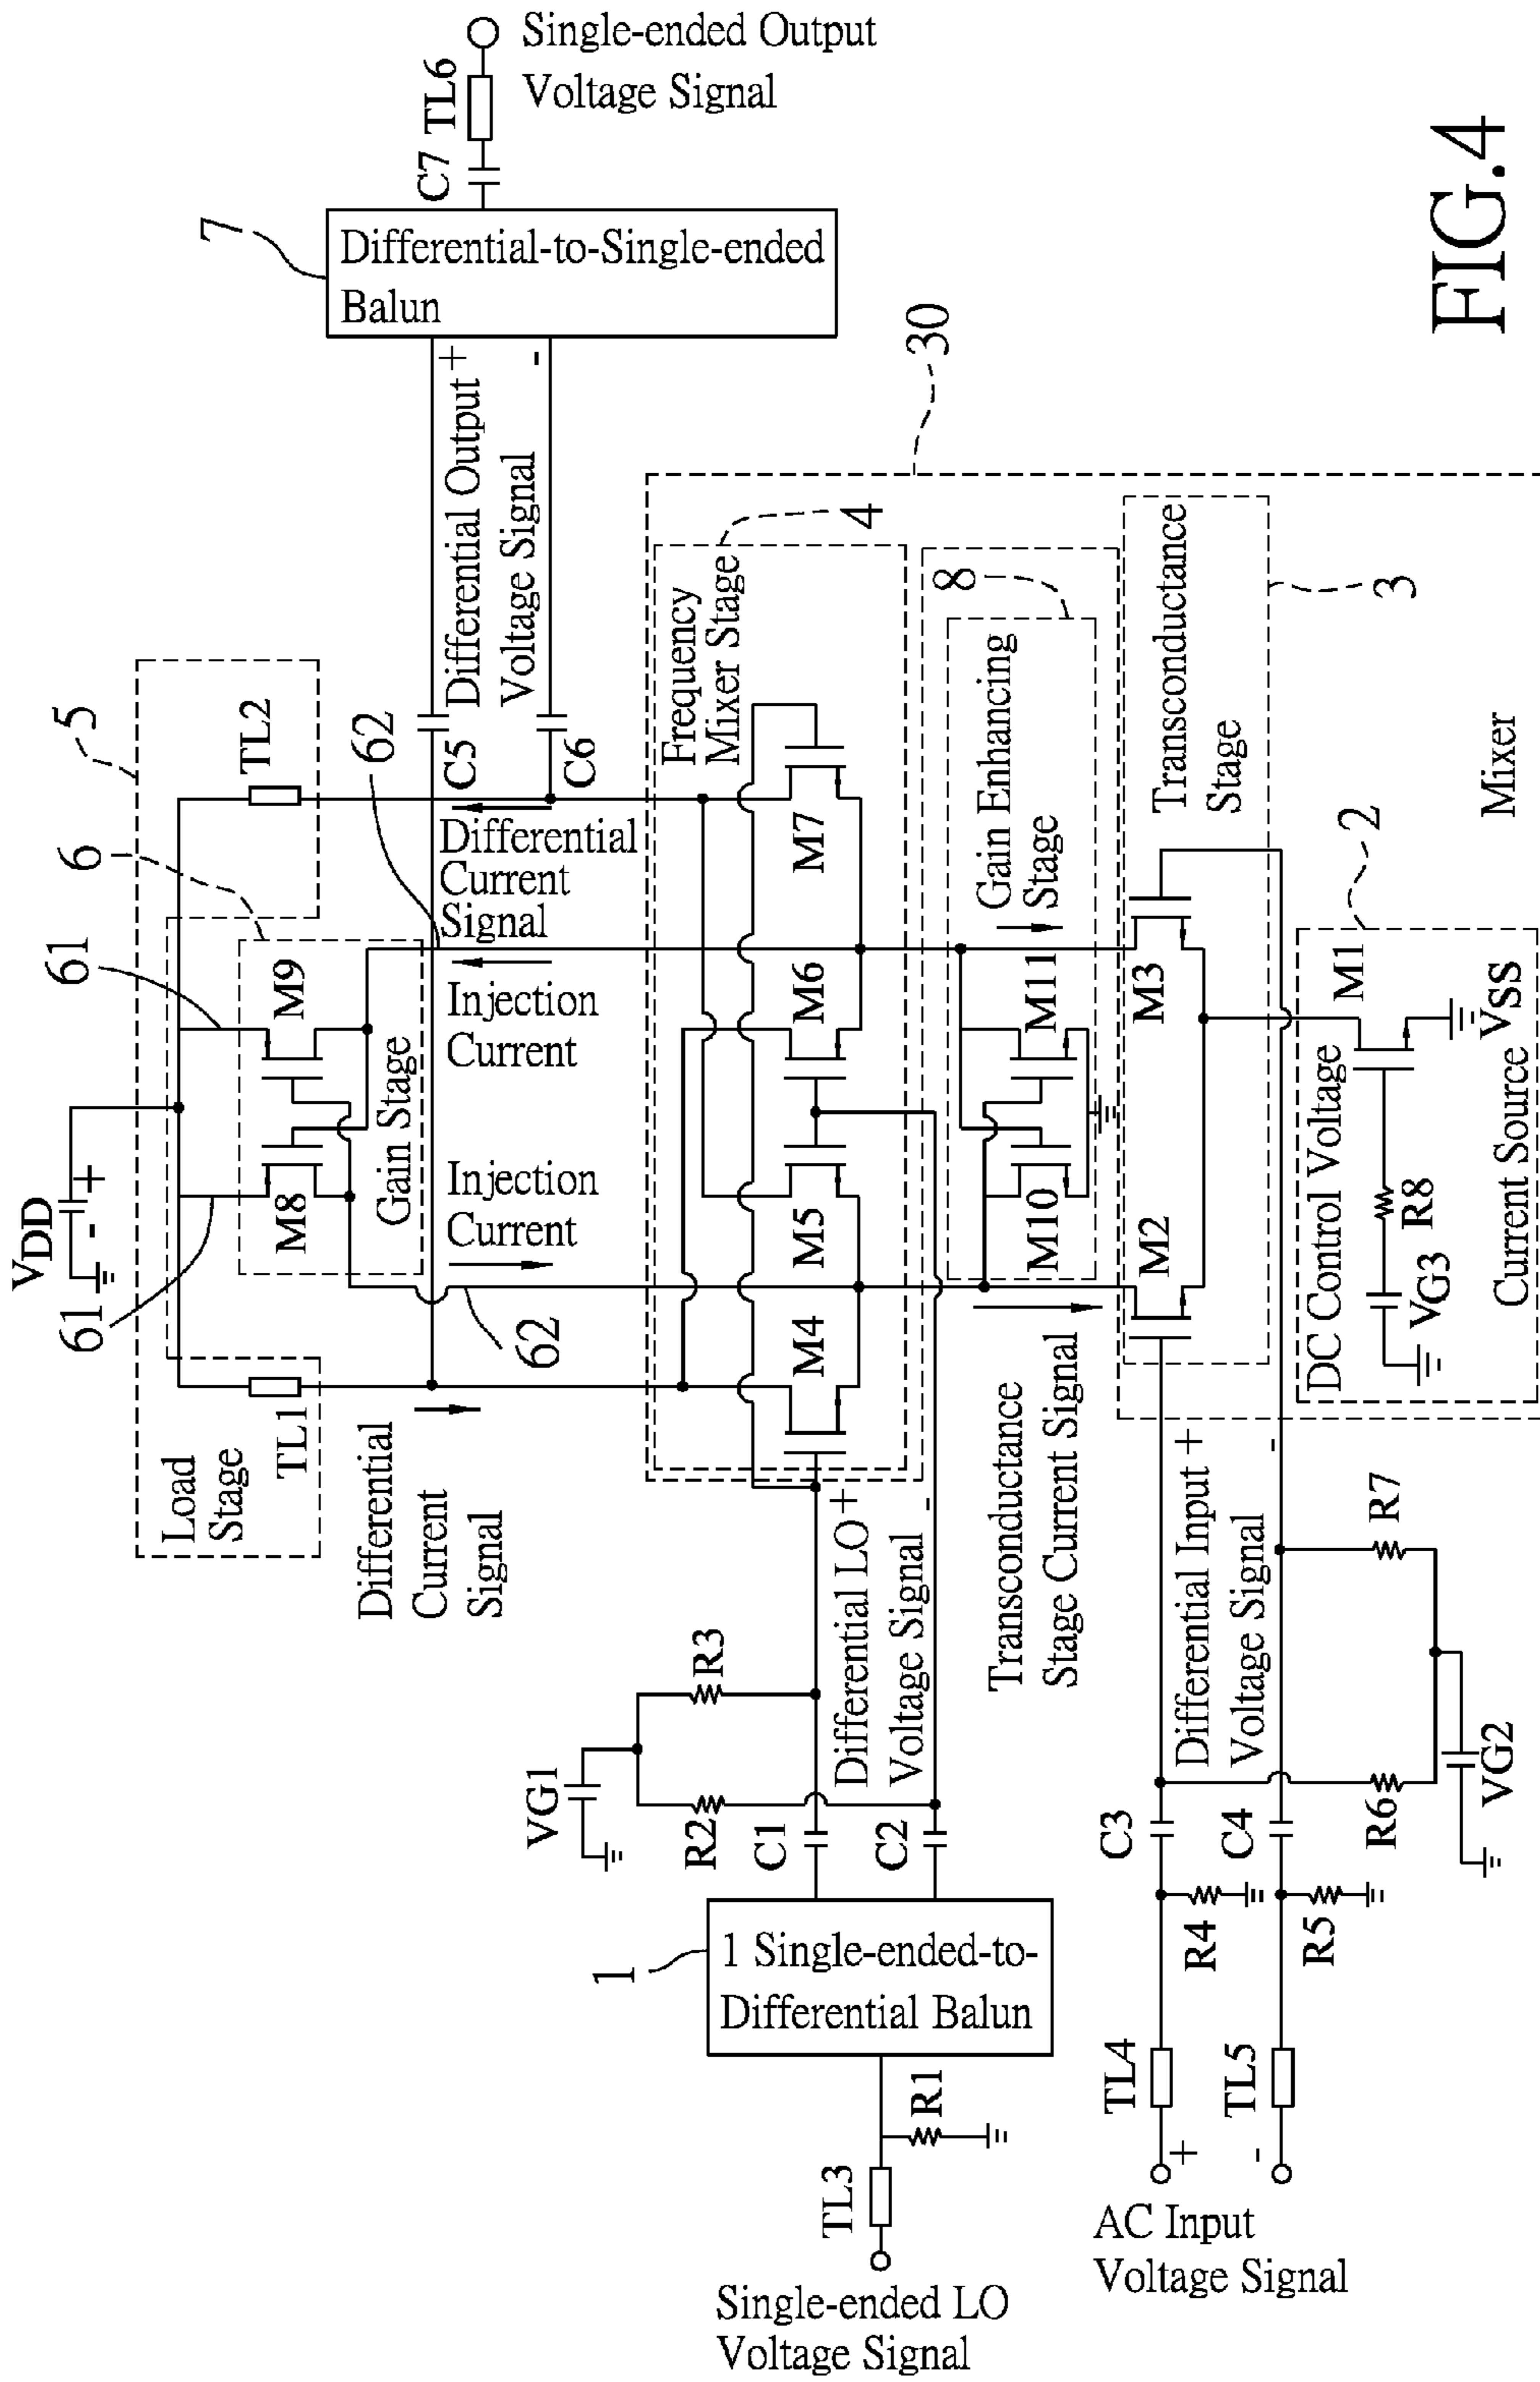 VDD
-
+
5
6
61
61
Load
Stage
TL1
TL2
M8
M9
Gain Stage
62
62
Differential
Current
Signal
Injection
Current
Injection
Current
Differential
Current
Signal
C5
C6
Differential Output +
Voltage Signal -
7
Differential-to-Single-ended
Balun
C7
TL6
Single-ended Output
Voltage Signal
30
4
Frequency
Mixer Stage
M4
M5
M6
M7
VG1
R2
R3
C1
C2
Differential LO +
Voltage Signal -
1
1 Single-ended-to-
Differential Balun
TL3
R1
Single-ended LO
Voltage Signal
8
Gain Enhancing
Stage
M10
M11
Transconductance
Stage Current Signal
Transconductance
Stage
3
M2
M3
Differential Input +
Voltage Signal -
C3
C4
R4
R5
R6
R7
VG2
TL4
TL5
+
-
AC Input
Voltage Signal
2
DC Control Voltage
M1
R8
VG3
VSS
Current Source
Mixer
FIG.4